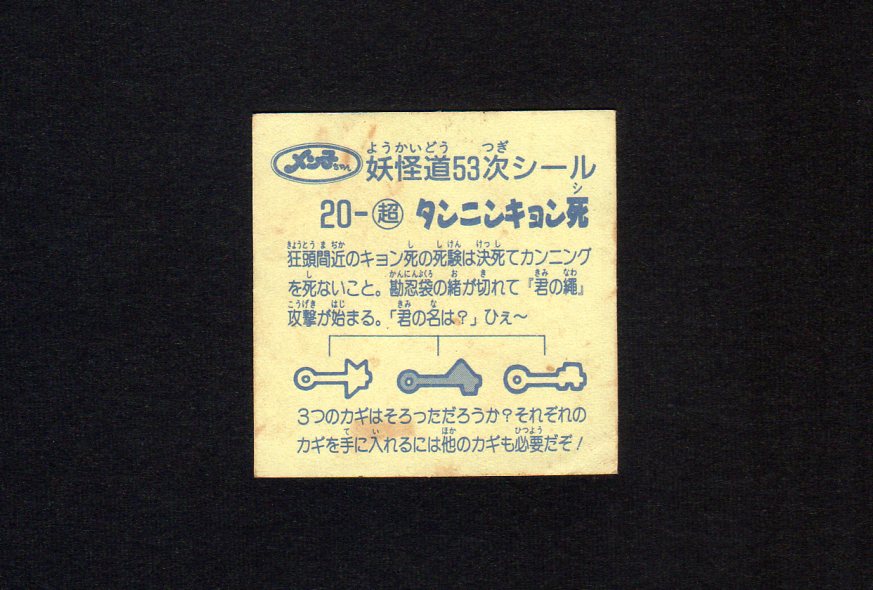 メン子ちゃん
ようかいどう つぎ
妖怪道53次シール
シ
20-超 タンニンキョン死
きょうとう まぢか し しけん けっし
狂頭間近のキョン死の死験は決死てカンニング
し かんにんぶくろ お き きみ なわ
を死ないこと。勘忍袋の緒が切れて『君の縄』
こうげき はじ きみ な
攻撃が始まる。「君の名は?」ひぇ〜
3つのカギはそろっただろうか?それぞれの
て い ほか ひつよう
カギを手に入れるには他のカギも必要だぞ!